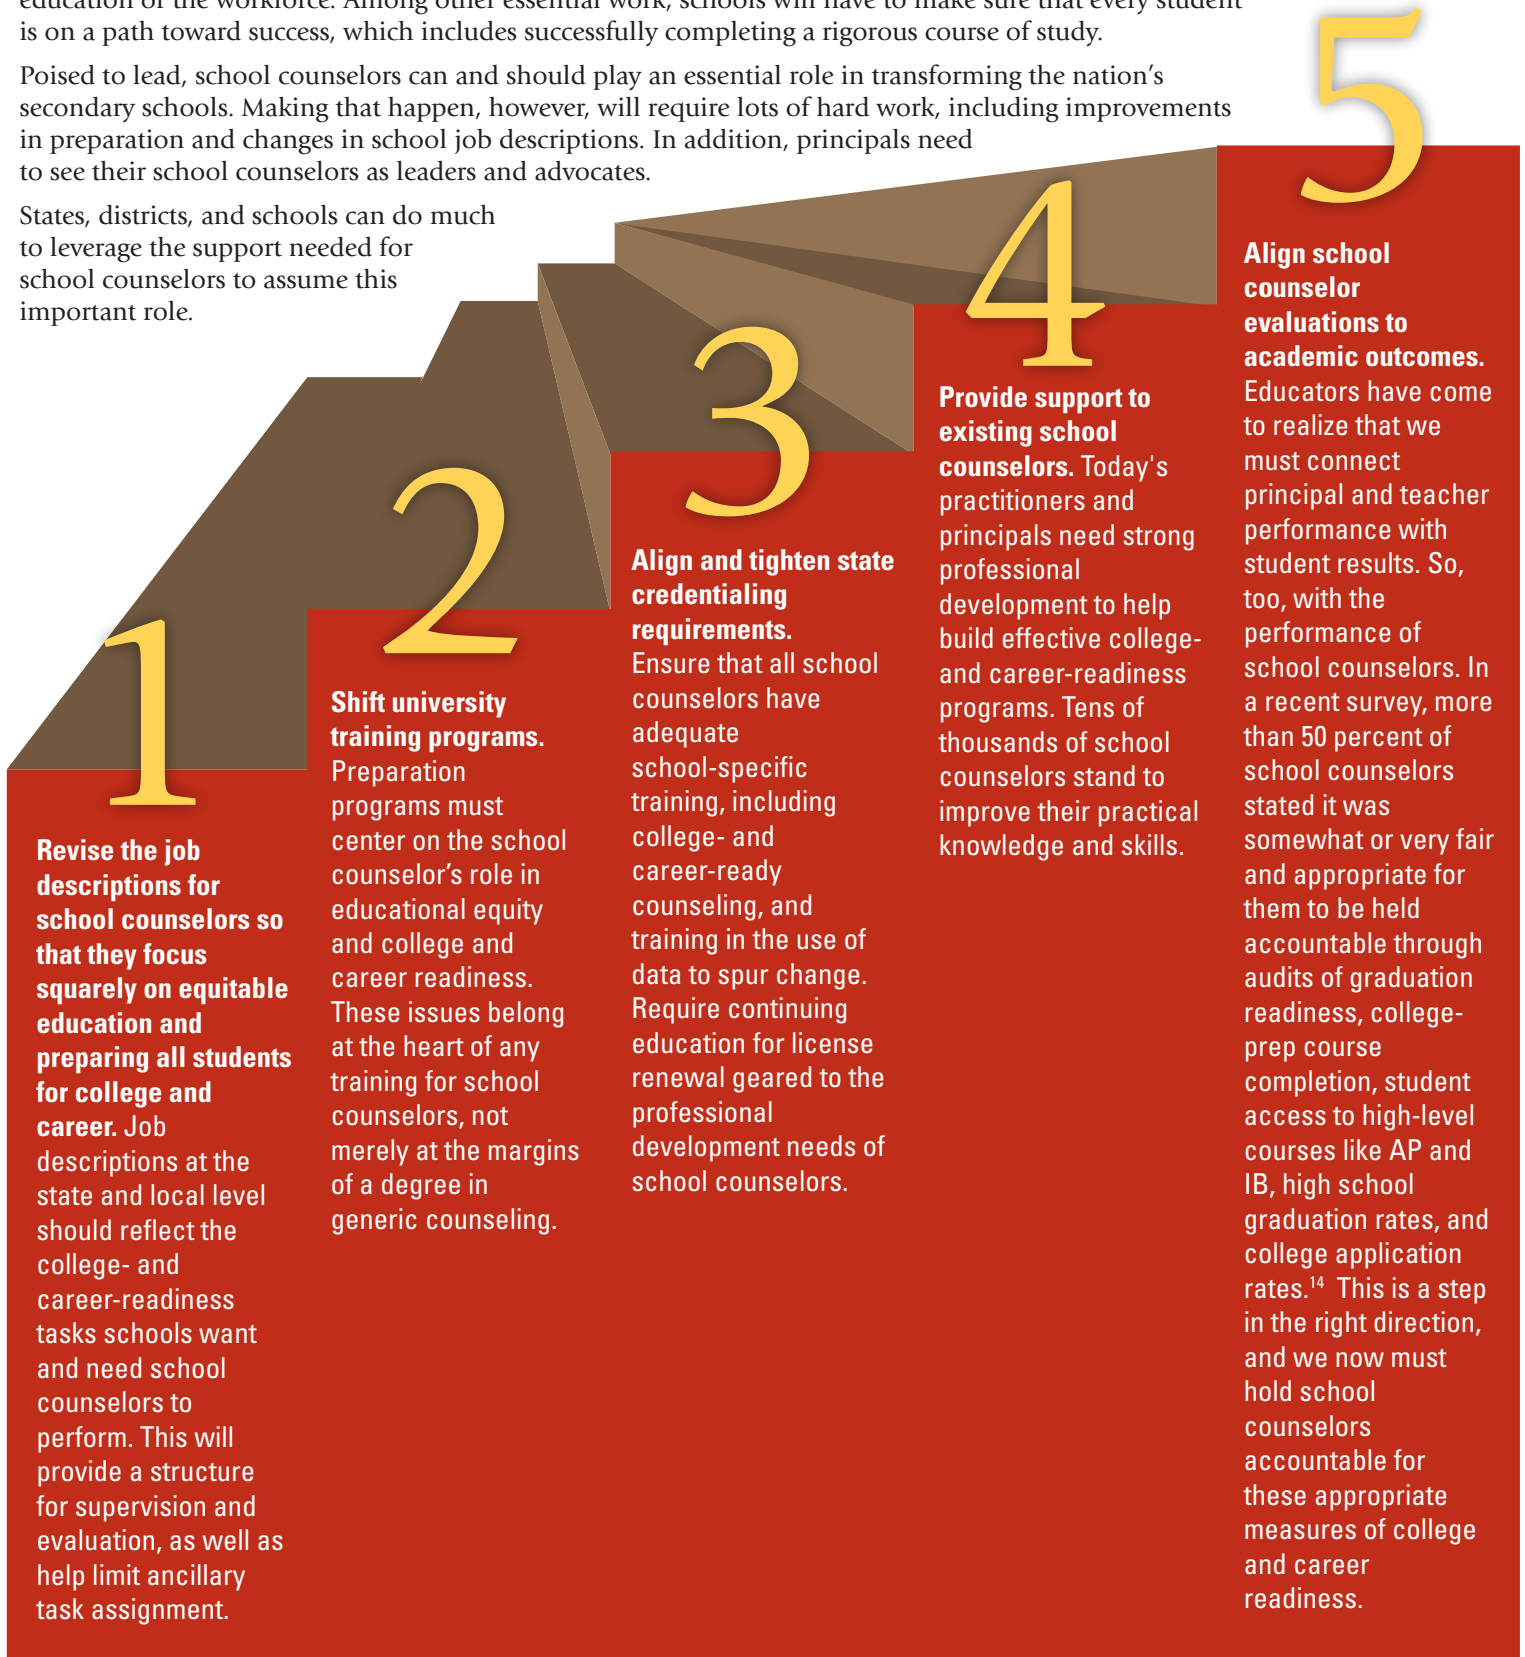 education of the workforce. Among other essential work, schools will have to make sure that every student
is on a path toward success, which includes successfully completing a rigorous course of study.
Poised to lead, school counselors can and should play an essential role in transforming the nation’s
secondary schools. Making that happen, however, will require lots of hard work, including improvements
in preparation and changes in school job descriptions. In addition, principals need
to see their school counselors as leaders and advocates.
States, districts, and schools can do much
to leverage the support needed for
school counselors to assume this
important role.
1
Revise the job
descriptions for
school counselors so
that they focus
squarely on equitable
education and
preparing all students
for college and
career. Job
descriptions at the
state and local level
should reflect the
college- and
career-readiness
tasks schools want
and need school
counselors to
perform. This will
provide a structure
for supervision and
evaluation, as well as
help limit ancillary
task assignment.
2
Shift university
training programs.
Preparation
programs must
center on the school
counselor’s role in
educational equity
and college and
career readiness.
These issues belong
at the heart of any
training for school
counselors, not
merely at the margins
of a degree in
generic counseling.
3
Align and tighten state
credentialing
requirements.
Ensure that all school
counselors have
adequate
school-specific
training, including
college- and
career-ready
counseling, and
training in the use of
data to spur change.
Require continuing
education for license
renewal geared to the
professional
development needs of
school counselors.
4
Provide support to
existing school
counselors. Today's
practitioners and
principals need strong
professional
development to help
build effective college-
and career-readiness
programs. Tens of
thousands of school
counselors stand to
improve their practical
knowledge and skills.
5
Align school
counselor
evaluations to
academic outcomes.
Educators have come
to realize that we
must connect
principal and teacher
performance with
student results. So,
too, with the
performance of
school counselors. In
a recent survey, more
than 50 percent of
school counselors
stated it was
somewhat or very fair
and appropriate for
them to be held
accountable through
audits of graduation
readiness, college-
prep course
completion, student
access to high-level
courses like AP and
IB, high school
graduation rates, and
college application
rates.14 This is a step
in the right direction,
and we now must
hold school
counselors
accountable for
these appropriate
measures of college
and career
readiness.